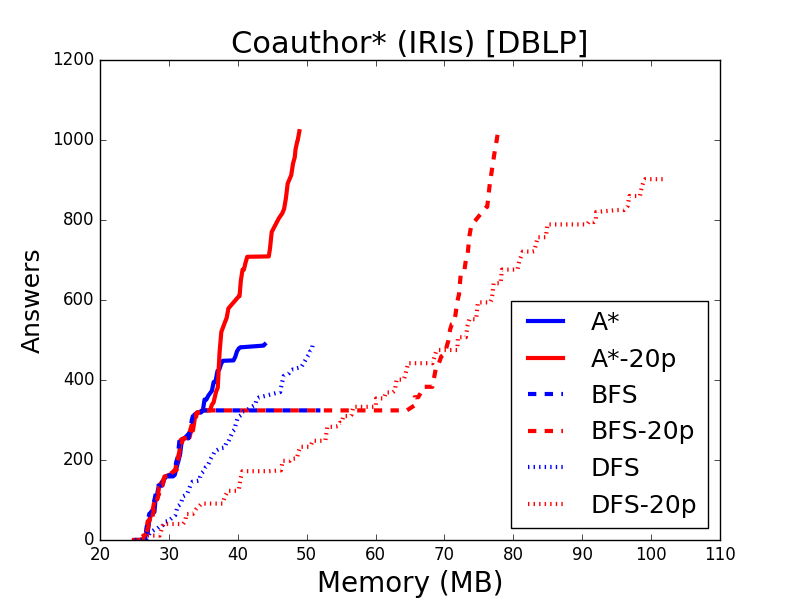 Coauthor* (IRIs) [DBLP]
1200
1000
800
600
400
200
0
Answers
20
30
40
50
60
70
80
90
100
110
Memory (MB)
A*
A*-20p
BFS
BFS-20p
DFS
DFS-20p